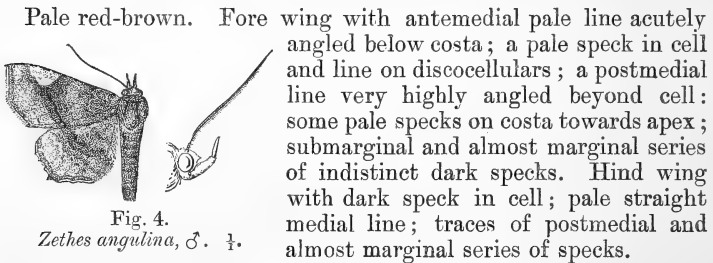 Pale red-brown. Fore wing with antemedial pale line acutely
angled below costa; a pale speck in cell
and line on discocellulars; a postmedial
line very highly angled beyond cell:
some pale specks on costa towards apex;
submarginal and almost marginal series
of indistinct dark specks. Hind wing
with dark speck in cell; pale straight
medial line; traces of postmedial and
almost marginal series of specks.
Fig. 4.
Zethes angulina, ♂. 1/1.